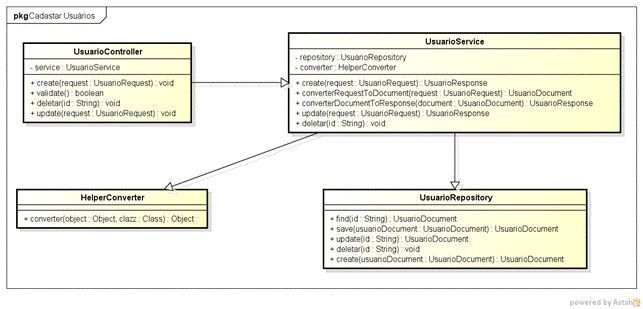 pkg Cadastar Usuários
UsuarioController
- service : UsuarioService
+ create(request : UsuarioRequest) : void
+ validate() : boolean
+ deletar(id : String) : void
+ update(request : UsuarioRequest) : void
UsuarioService
- repository : UsuarioRepository
- converter : HelperConverter
+ create(request : UsuarioRequest) : UsuarioResponse
+ converterRequestToDocument(request : UsuarioRequest) : UsuarioDocument
+ converterDocumentToResponse(document : UsuarioDocument) : UsuarioResponse
+ update(request : UsuarioRequest) : UsuarioResponse
+ deletar(id : String) : void
HelperConverter
+ converter(object : Object, clazz : Class) : Object
UsuarioRepository
+ find(id : String) : UsuarioDocument
+ save(usuarioDocument : UsuarioDocument) : UsuarioDocument
+ update(id : String) : UsuarioDocument
+ deletar(id : String) : void
+ create(usuarioDocument : UsuarioDocument) : UsuarioDocument
powered by Astah